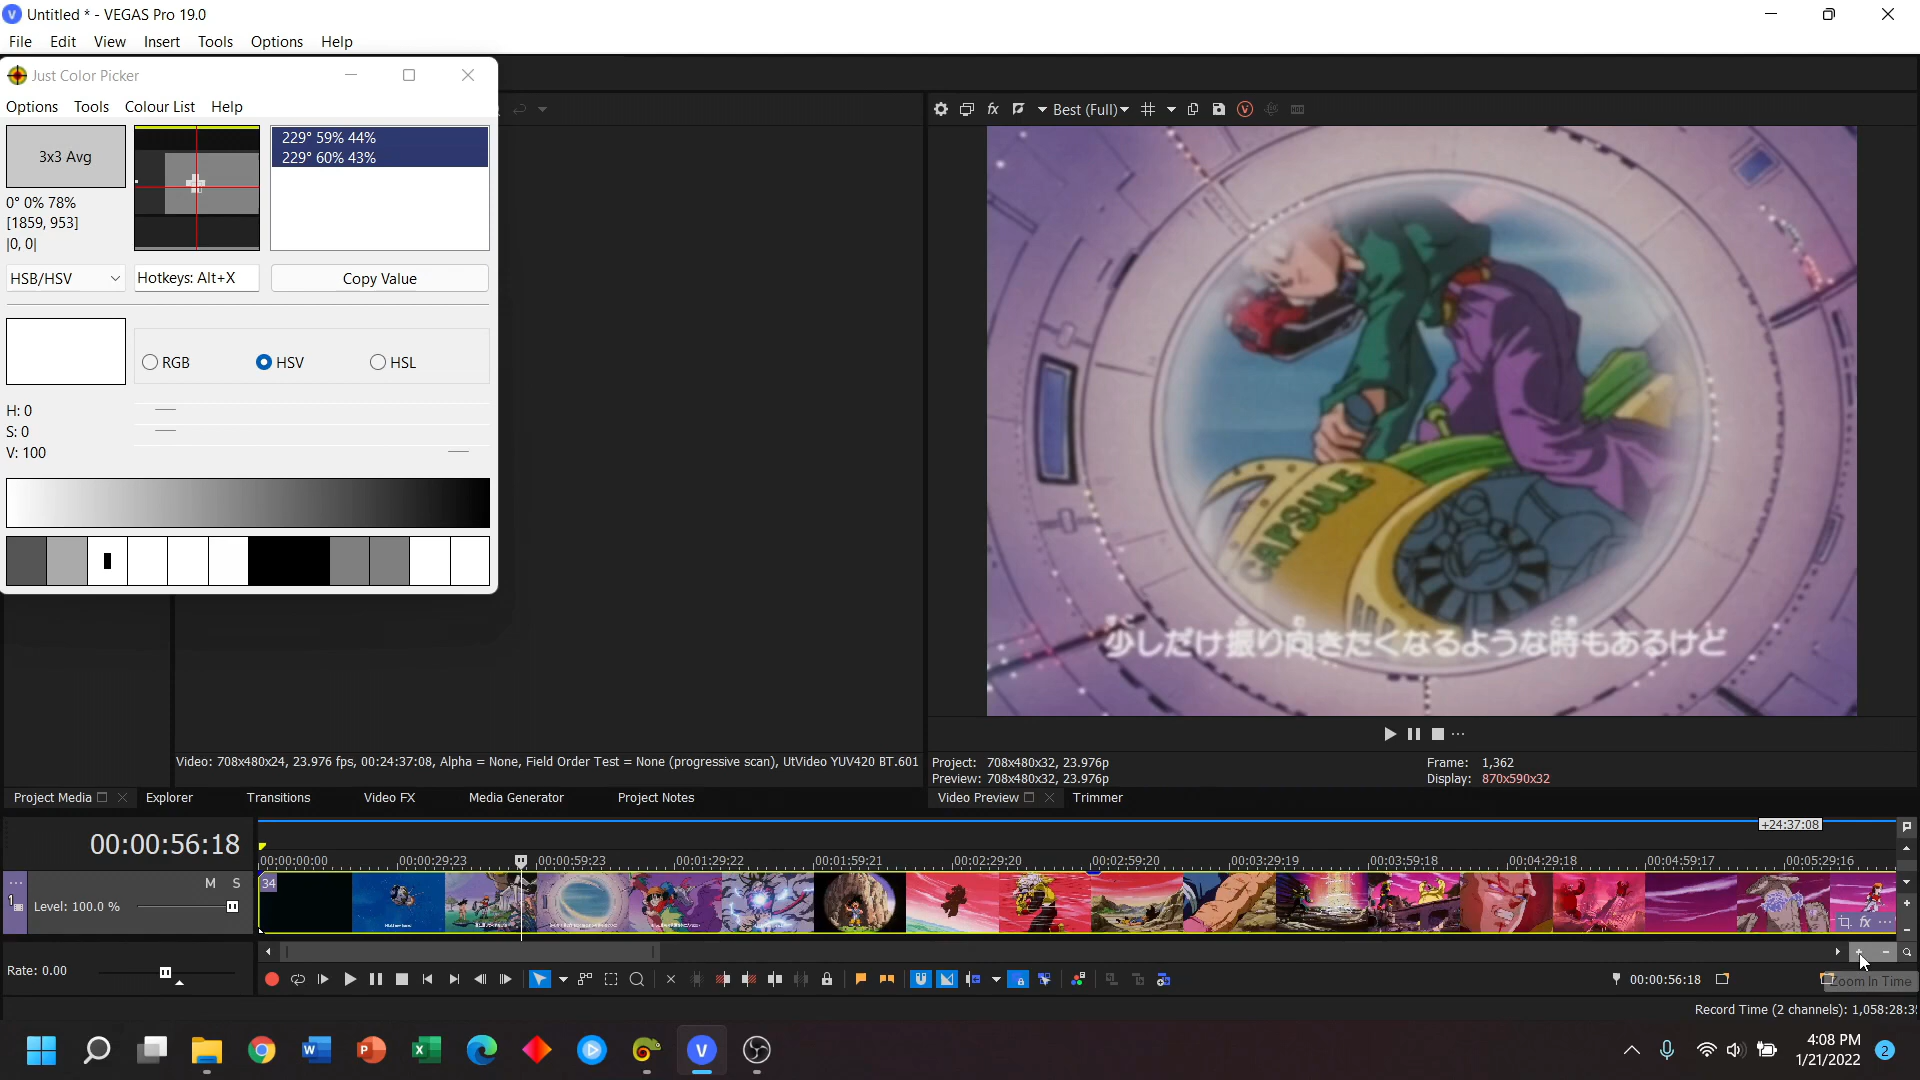 Untitled * - VEGAS Pro 19.0
File Edit View Insert Tools Options Help
Just Color Picker
Options Tools Colour List Help
3x3 Avg
229° 59% 44%
229° 60% 43%
0° 0% 78%
[1859, 953]
|0, 0|
HSB/HSV
Hotkeys: Alt+X
Copy Value
RGB HSV HSL
H: 0
S: 0
V: 100
Best (Full)
CAPSULE
少しだけ振り向きたくなるような時もあるけど
Video: 708x480x24, 23.976 fps, 00:24:37:08, Alpha = None, Field Order Test = None (progressive scan), UtVideo YUV420 BT.601
Project: 708x480x32, 23.976p
Preview: 708x480x32, 23.976p
Frame: 1,362
Display: 870x590x32
Project Media Explorer Transitions Video FX Media Generator Project Notes
Video Preview Trimmer
+24:37:08
00:00:56:18
00:00:00:00 00:00:29:23 00:00:59:23 00:01:29:22 00:01:59:21 00:02:29:20 00:02:59:20 00:03:29:19 00:03:59:18 00:04:29:18 00:04:59:17 00:05:29:16
M S
34
1
Level: 100.0 %
Rate: 0.00
00:00:56:18
Zoom In Time
Record Time (2 channels): 1,058:28:3
4:08 PM
1/21/2022
2